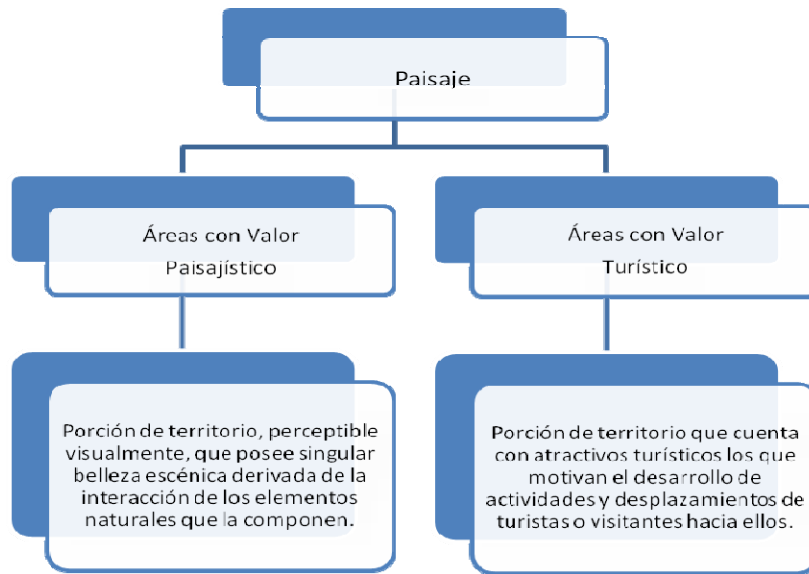 Paisaje
Áreas con Valor
Paisajístico
Áreas con Valor
Turístico
Porción de territorio, perceptible
visualmente, que posee singular
belleza escénica derivada de la
interacción de los elementos
naturales que la componen.
Porción de territorio que cuenta
con atractivos turísticos los que
motivan el desarrollo de
actividades y desplazamientos de
turistas o visitantes hacia ellos.